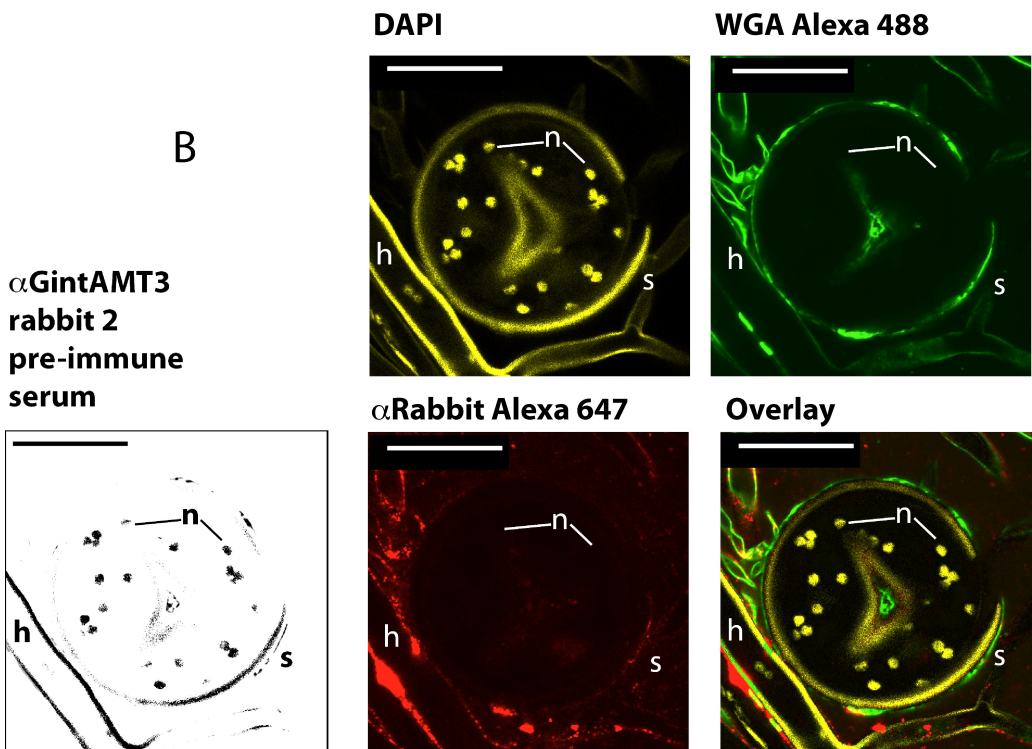 DAPI
WGA Alexa 488
B
n
h
s
n
h
s
αGintAMT3
rabbit 2
pre-immune
serum
αRabbit Alexa 647
Overlay
n
h
s
n
h
s
n
h
s